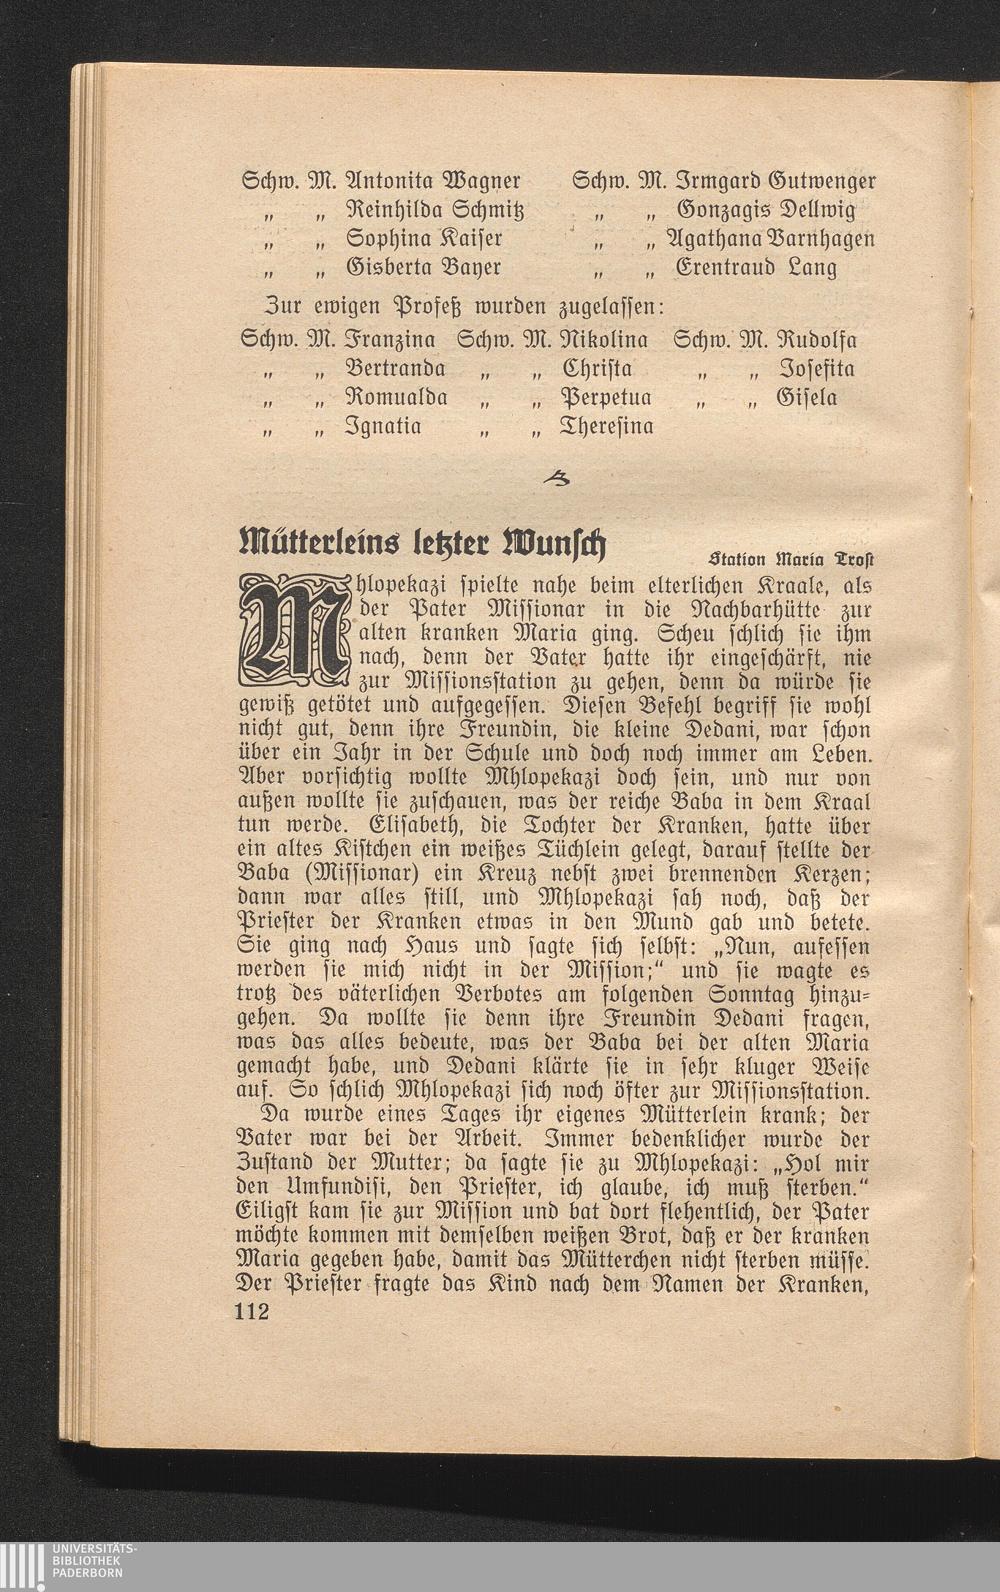 Schw. M. Antonita Wagner Schw. M. Irmgard Gutwenger
„ „ Reinhilda Schmitz „ „ Gonzagis Dellwig
„ „ Sophina Kaiser „ „ Agathana Varnhagen
„ „ Gisberta Bayer „ „ Erentraud Lang
Zur ewigen Profeß wurden zugelassen:
Schw. M. Franzina Schw. M. Nikolina Schw. M. Rudolfa
„ „ Bertranda „ „ Christa „ „ Josefita
„ „ Romualda „ „ Perpetua „ „ Gisela
„ „ Ignatia „ „ Theresina
Mütterleins letzter Wunsch
Station Maria Trost
Mhlopekazi spielte nahe beim elterlichen Kraale, als
der Pater Missionar in die Nachbarhütte zur
alten kranken Maria ging. Scheu schlich sie ihm
nach, denn der Vater hatte ihr eingeschärft, nie
zur Missionsstation zu gehen, denn da würde sie
gewiß getötet und aufgegessen. Diesen Befehl begriff sie wohl
nicht gut, denn ihre Freundin, die kleine Dedani, war schon
über ein Jahr in der Schule und doch noch immer am Leben.
Aber vorsichtig wollte Mhlopekazi doch sein, und nur von
außen wollte sie zuschauen, was der reiche Baba in dem Kraal
tun werde. Elisabeth, die Tochter der Kranken, hatte über
ein altes Kistchen ein weißes Tüchlein gelegt, darauf stellte der
Baba (Missionar) ein Kreuz nebst zwei brennenden Kerzen;
dann war alles still, und Mhlopekazi sah noch, daß der
Priester der Kranken etwas in den Mund gab und betete.
Sie ging nach Haus und sagte sich selbst: „Nun, aufessen
werden sie mich nicht in der Mission;“ und sie wagte es
trotz des väterlichen Verbotes am folgenden Sonntag hinzu-
gehen. Da wollte sie denn ihre Freundin Dedani fragen,
was das alles bedeute, was der Baba bei der alten Maria
gemacht habe, und Dedani klärte sie in sehr kluger Weise
auf. So schlich Mhlopekazi sich noch öfter zur Missionsstation.
Da wurde eines Tages ihr eigenes Mütterlein krank; der
Vater war bei der Arbeit. Immer bedenklicher wurde der
Zustand der Mutter; da sagte sie zu Mhlopekazi: „Hol mir
den Umfundisi, den Priester, ich glaube, ich muß sterben.“
Eiligst kam sie zur Mission und bat dort flehentlich, der Pater
möchte kommen mit demselben weißen Brot, daß er der kranken
Maria gegeben habe, damit das Mütterchen nicht sterben müsse.
Der Priester fragte das Kind nach dem Namen der Kranken,
112
UNIVERSITÄTS-
BIBLIOTHEK
PADERBORN